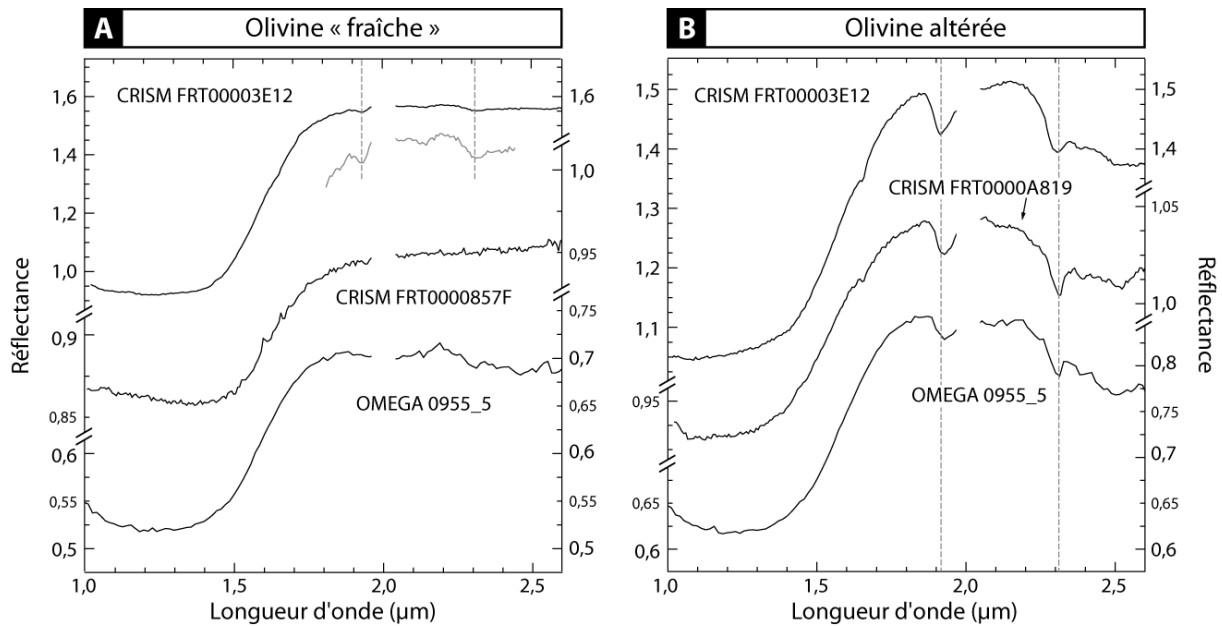 A Olivine « fraîche »
CRISM FRT00003E12
1,6
1,4
1,2
1,0
0,9
0,85
0,6
0,55
0,5
1,6
1,0
0,95
0,75
0,7
0,65
0,6
0,55
0,5
CRISM FRT0000857F
OMEGA 0955_5
Réflectance
1,0 1,5 2,0 2,5
Longueur d'onde (µm)
B Olivine altérée
CRISM FRT00003E12
1,5
1,4
1,3
1,2
1,1
0,95
0,65
0,6
1,5
1,4
1,05
1,0
0,8
0,75
0,7
0,65
0,6
CRISM FRT0000A819
OMEGA 0955_5
Réflectance
1,0 1,5 2,0 2,5
Longueur d'onde (µm)